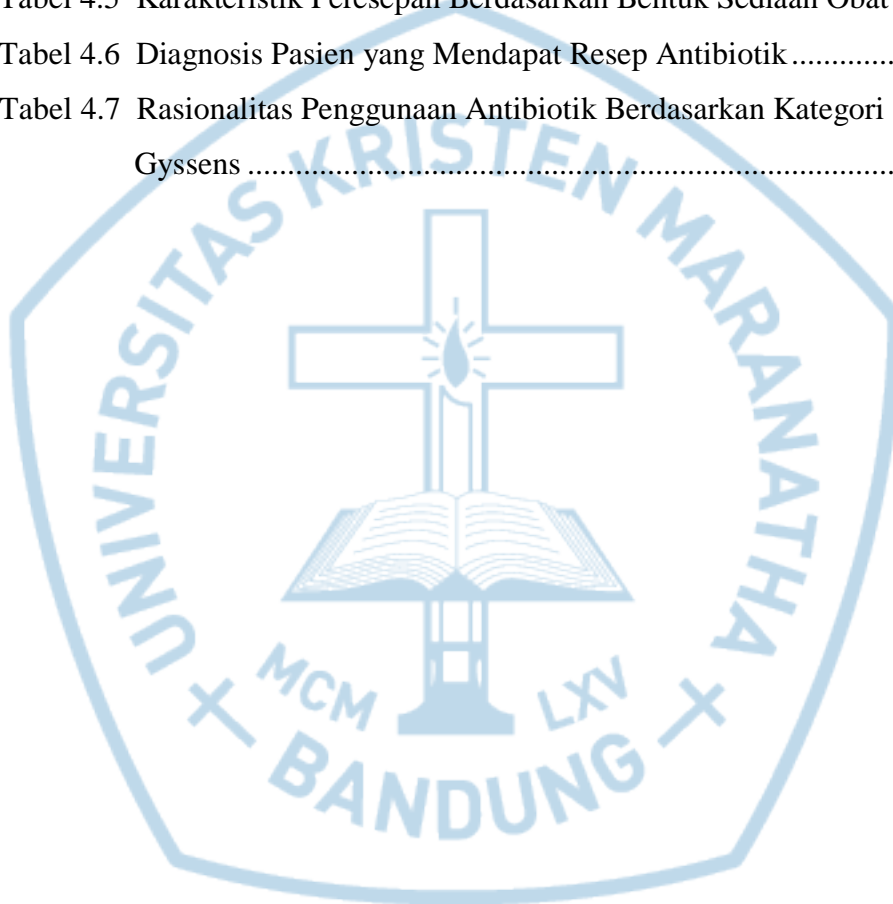 Tabel 4.5 Karakteristik Peresepan Berdasarkan Bentuk Sediaan Obat
Tabel 4.6 Diagnosis Pasien yang Mendapat Resep Antibiotik.............
Tabel 4.7 Rasionalitas Penggunaan Antibiotik Berdasarkan Kategori
Gyssens ....................................................................
UNIVERSITAS KRISTEN MARANATHA
MCM LXV
BANDUNG